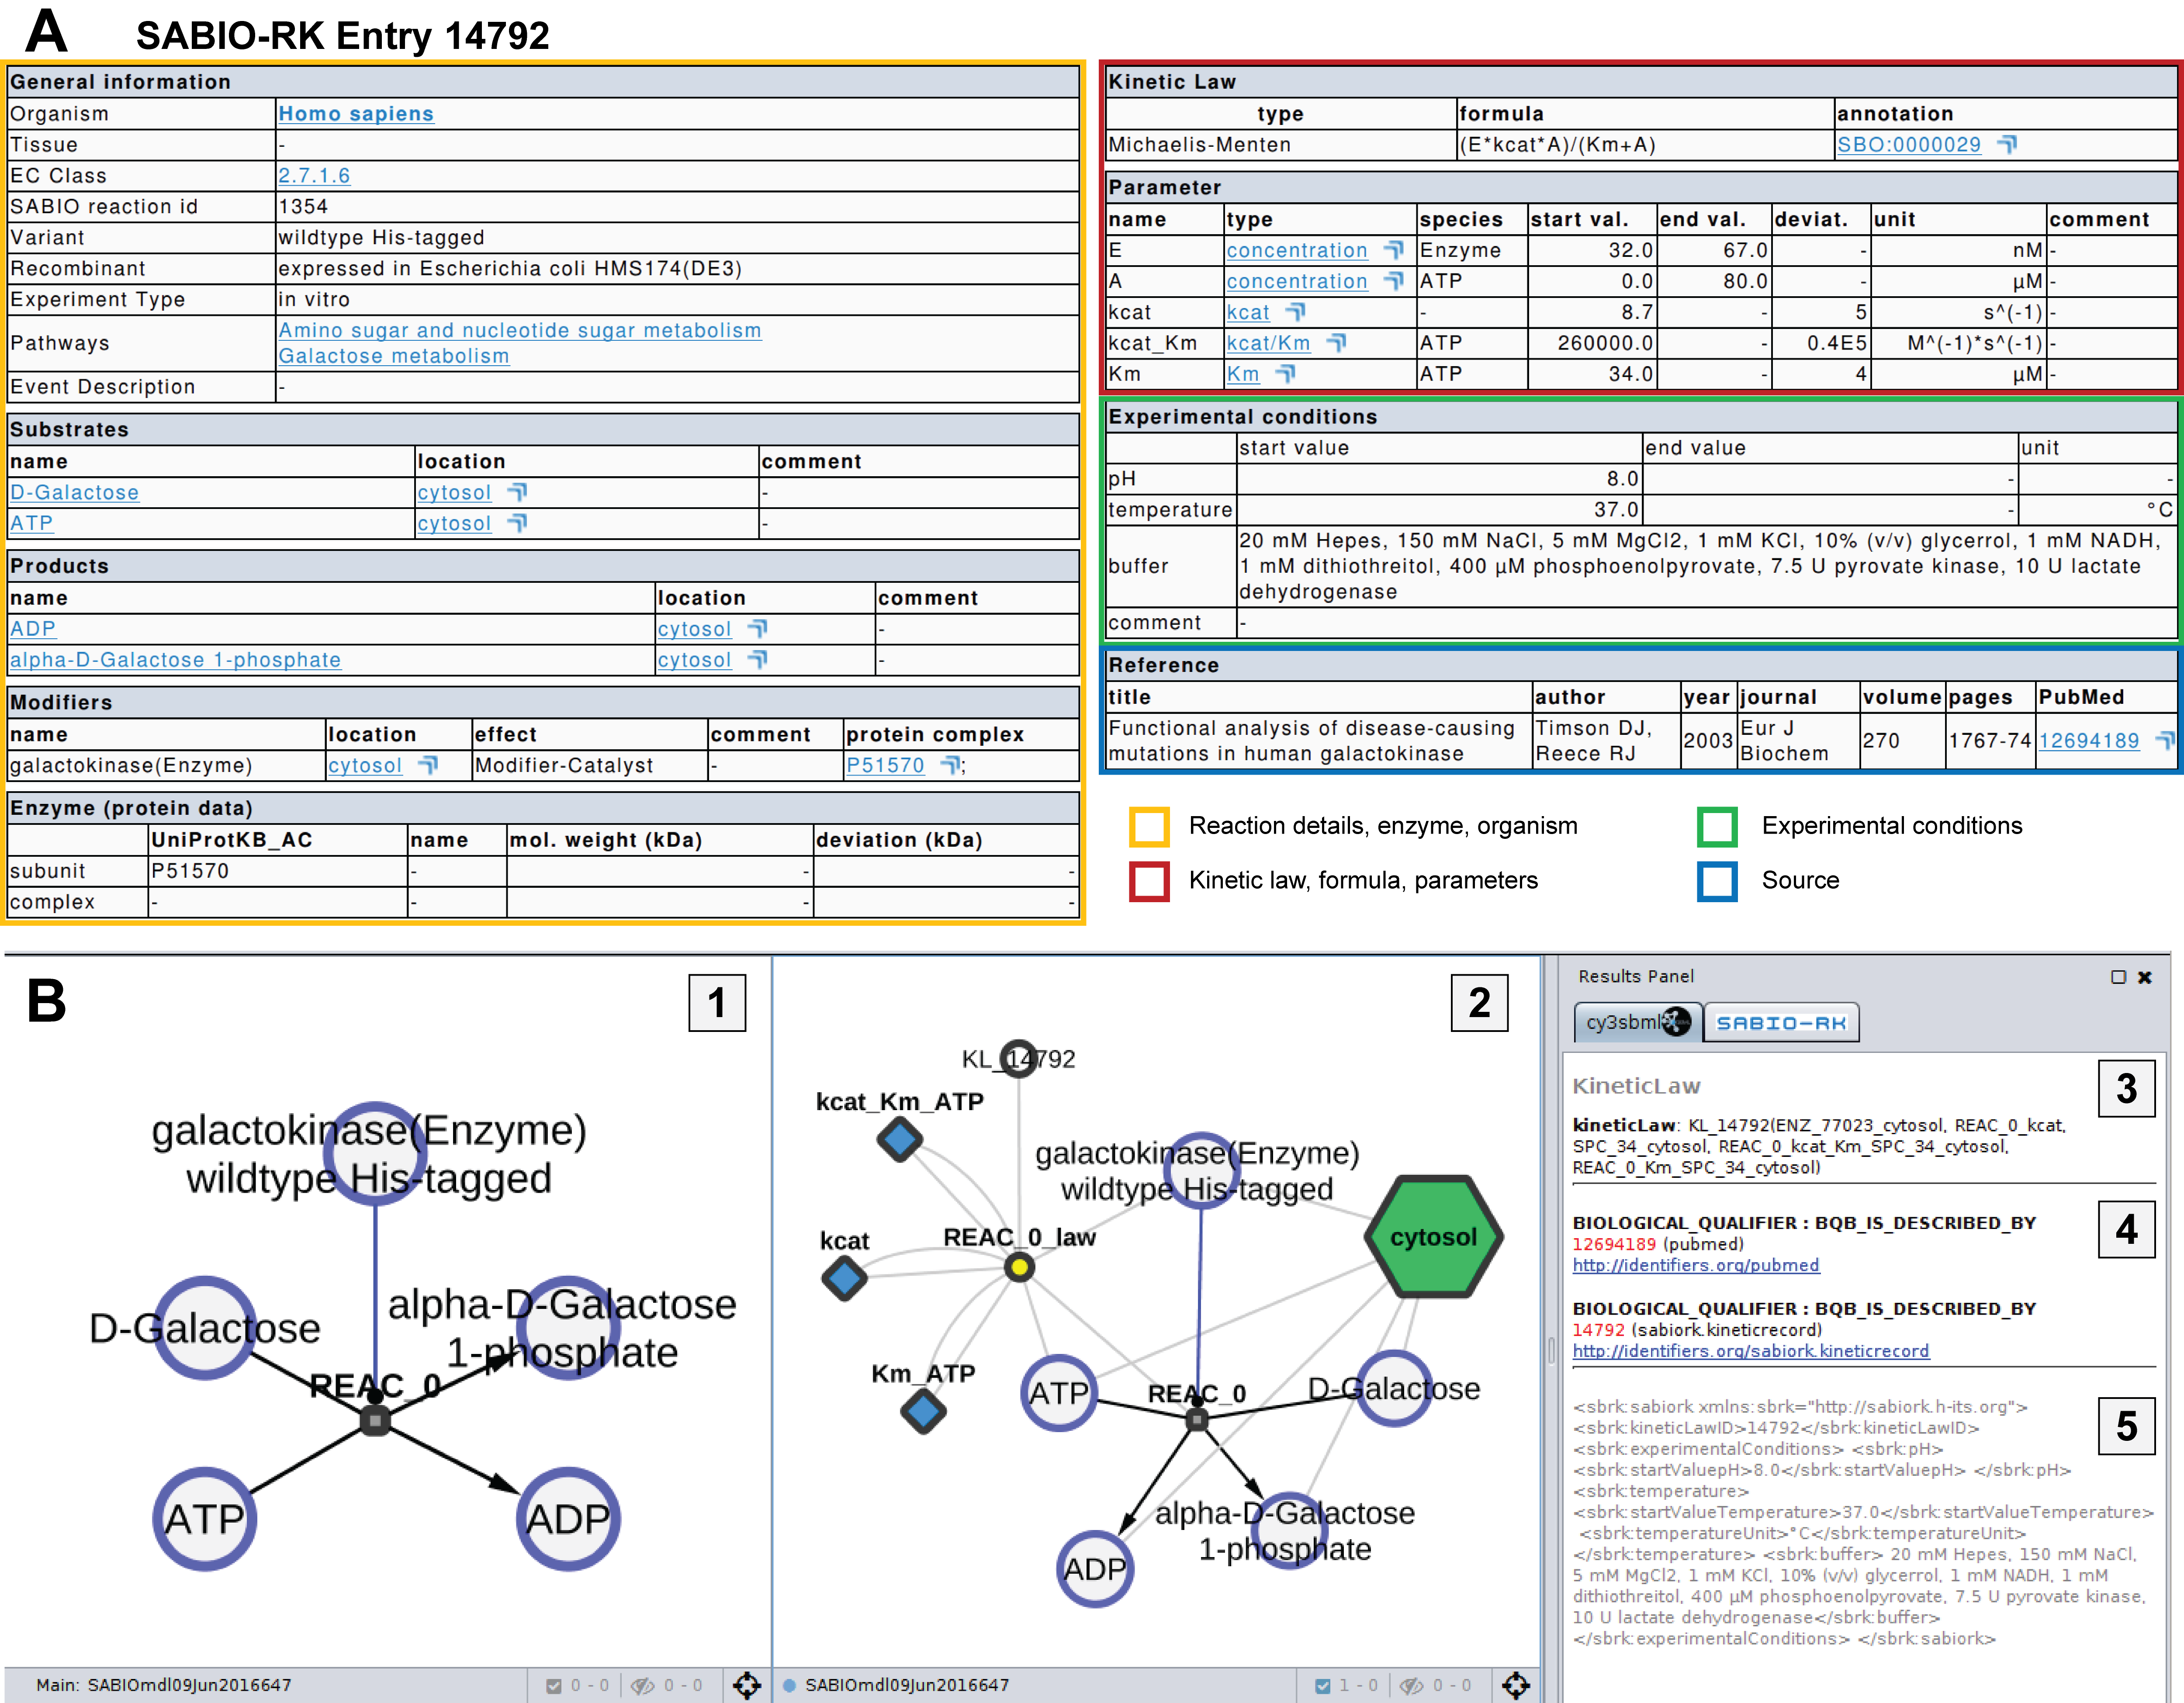 A SABIO-RK Entry 14792
General information
Organism Homo sapiens
Tissue -
EC Class 2.7.1.6
SABIO reaction id 1354
Variant wildtype His-tagged
Recombinant expressed in Escherichia coli HMS174(DE3)
Experiment Type in vitro
Pathways Amino sugar and nucleotide sugar metabolism
Galactose metabolism
Event Description -
Substrates
name location comment
D-Galactose cytosol -
ATP cytosol -
Products
name location comment
ADP cytosol -
alpha-D-Galactose 1-phosphate cytosol -
Modifiers
name location effect comment protein complex
galactokinase(Enzyme) cytosol Modifier-Catalyst - P51570 ;
Enzyme (protein data)
UniProtKB_AC name mol. weight (kDa) deviation (kDa)
subunit P51570 - - -
complex - - - -
Kinetic Law
type formula annotation
Michaelis-Menten (E*kcat*A)/(Km+A) SBO:0000029
Parameter
name type species start val. end val. deviat. unit comment
E concentration Enzyme 32.0 67.0 - nM -
A concentration ATP 0.0 80.0 - µM -
kcat kcat - 8.7 - 5 s^(-1) -
kcat_Km kcat/Km ATP 260000.0 - 0.4E5 M^(-1)*s^(-1) -
Km Km ATP 34.0 - 4 µM -
Experimental conditions
start value end value unit
pH 8.0 - -
temperature 37.0 - °C
buffer 20 mM Hepes, 150 mM NaCl, 5 mM MgCl2, 1 mM KCl, 10% (v/v) glycerrol, 1 mM NADH,
1 mM dithiothreitol, 400 µM phosphoenolpyrovate, 7.5 U pyrovate kinase, 10 U lactate
dehydrogenase
comment -
Reference
title author year journal volume pages PubMed
Functional analysis of disease-causing Timson DJ, 2003 Eur J 270 1767-74 12694189
mutations in human galactokinase Reece RJ Biochem
Reaction details, enzyme, organism
Experimental conditions
Kinetic law, formula, parameters
Source
B
1
galactokinase(Enzyme)
wildtype His-tagged
D-Galactose
alpha-D-Galactose
1-phosphate
REAC_0
ATP
ADP
Main: SABIOmdl09Jun2016647
0 - 0
0 - 0
2
KL_14792
kcat_Km_ATP
galactokinase(Enzyme)
wildtype His-tagged
cytosol
kcat
REAC_0_law
Km_ATP
ATP
REAC_0
D-Galactose
alpha-D-Galactose
1-phosphate
ADP
SABIOmdl09Jun2016647
1 - 0
0 - 0
Results Panel
cy3sbml
SABIO-RK
KineticLaw
3
kineticLaw: KL_14792(ENZ_77023_cytosol, REAC_0_kcat,
SPC_34_cytosol, REAC_0_kcat_Km_SPC_34_cytosol,
REAC_0_Km_SPC_34_cytosol)
4
BIOLOGICAL_QUALIFIER : BQB_IS_DESCRIBED_BY
12694189 (pubmed)
http://identifiers.org/pubmed
BIOLOGICAL_QUALIFIER : BQB_IS_DESCRIBED_BY
14792 (sabiork.kineticrecord)
http://identifiers.org/sabiork.kineticrecord
5
<sbrk:sabiork xmlns:sbrk="http://sabiork.h-its.org">
<sbrk:kineticLawID>14792</sbrk:kineticLawID>
<sbrk:experimentalConditions> <sbrk:pH>
<sbrk:startValuepH>8.0</sbrk:startValuepH> </sbrk:pH>
<sbrk:temperature>
<sbrk:startValueTemperature>37.0</sbrk:startValueTemperature>
<sbrk:temperatureUnit>°C</sbrk:temperatureUnit>
</sbrk:temperature> <sbrk:buffer> 20 mM Hepes, 150 mM NaCl,
5 mM MgCl2, 1 mM KCl, 10% (v/v) glycerrol, 1 mM NADH, 1 mM
dithiothreitol, 400 µM phosphoenolpyrovate, 7.5 U pyrovate kinase,
10 U lactate dehydrogenase</sbrk:buffer>
</sbrk:experimentalConditions> </sbrk:sabiork>